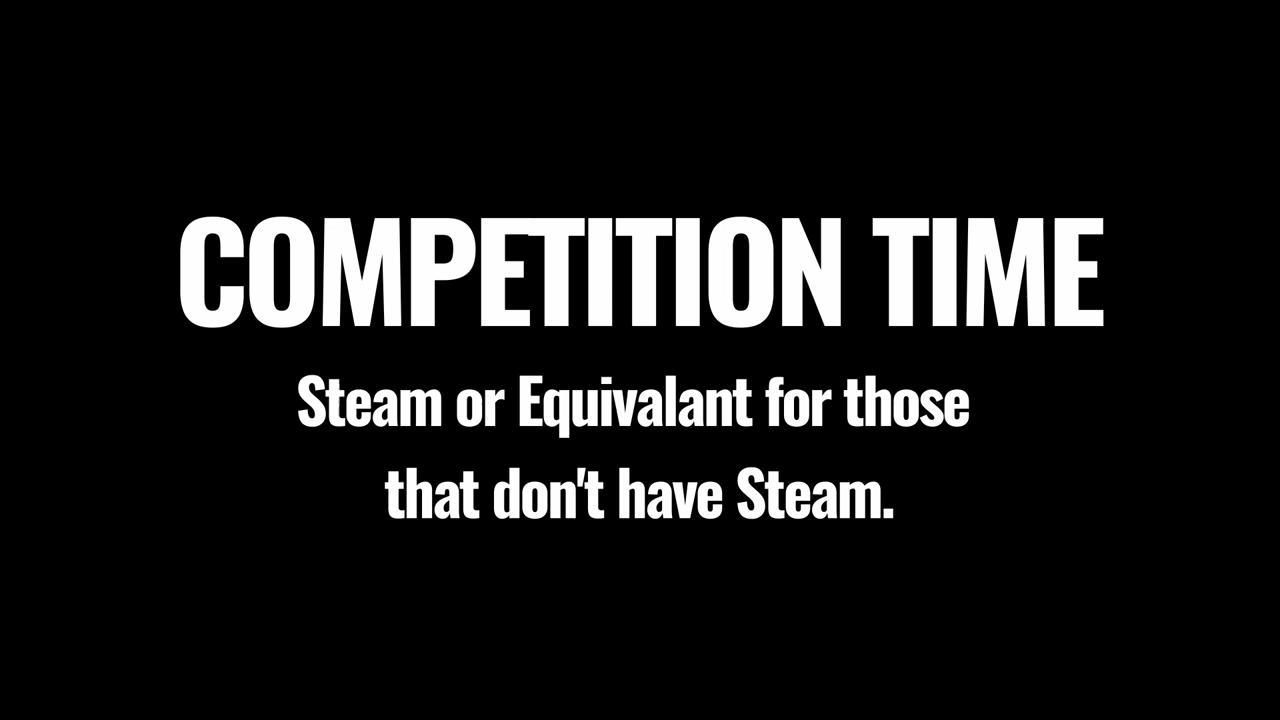 COMPETITION TIME
Steam or Equivalant for those
that don't have Steam.